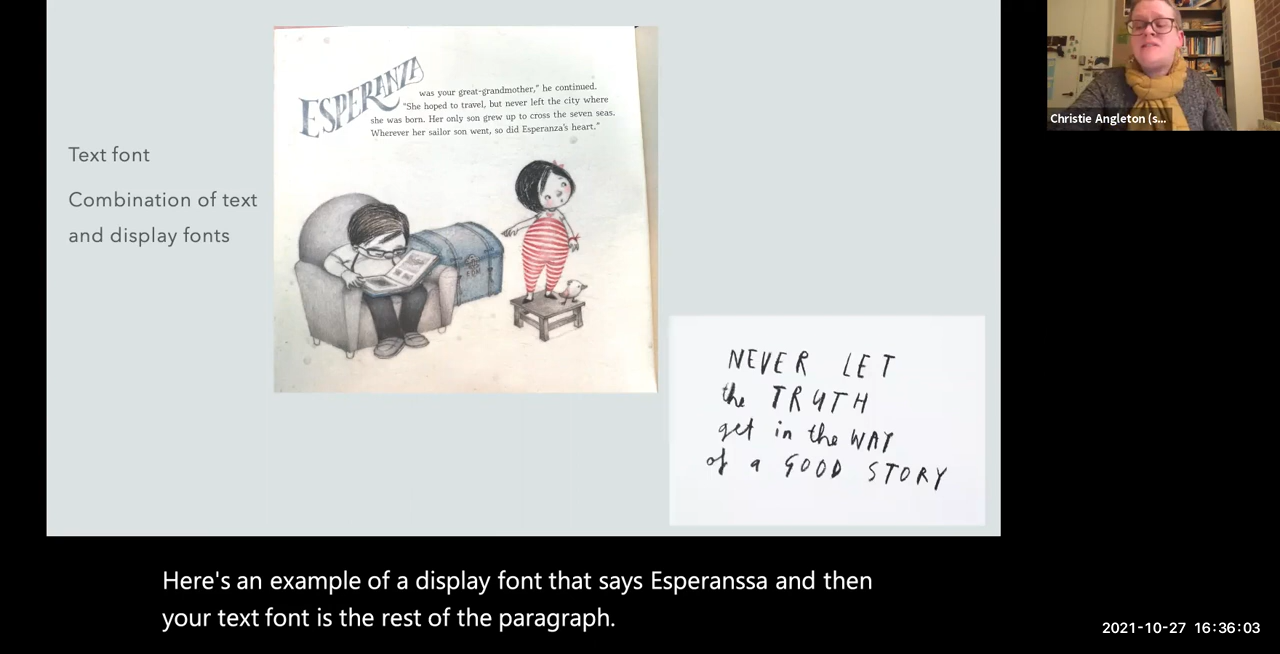 Text font
Combination of text
and display fonts
ESPERANZA
was your great-grandmother," he continued.
"She hoped to travel, but never left the city where
she was born. Her only son grew up to cross the seven seas.
Wherever her sailor son went, so did Esperanza's heart."
NEVER LET
the TRUTH
get in the WAY
of a GOOD STORY
Christie Angleton (s...
Here's an example of a display font that says Esperanssa and then
your text font is the rest of the paragraph.
2021-10-27 16:36:03